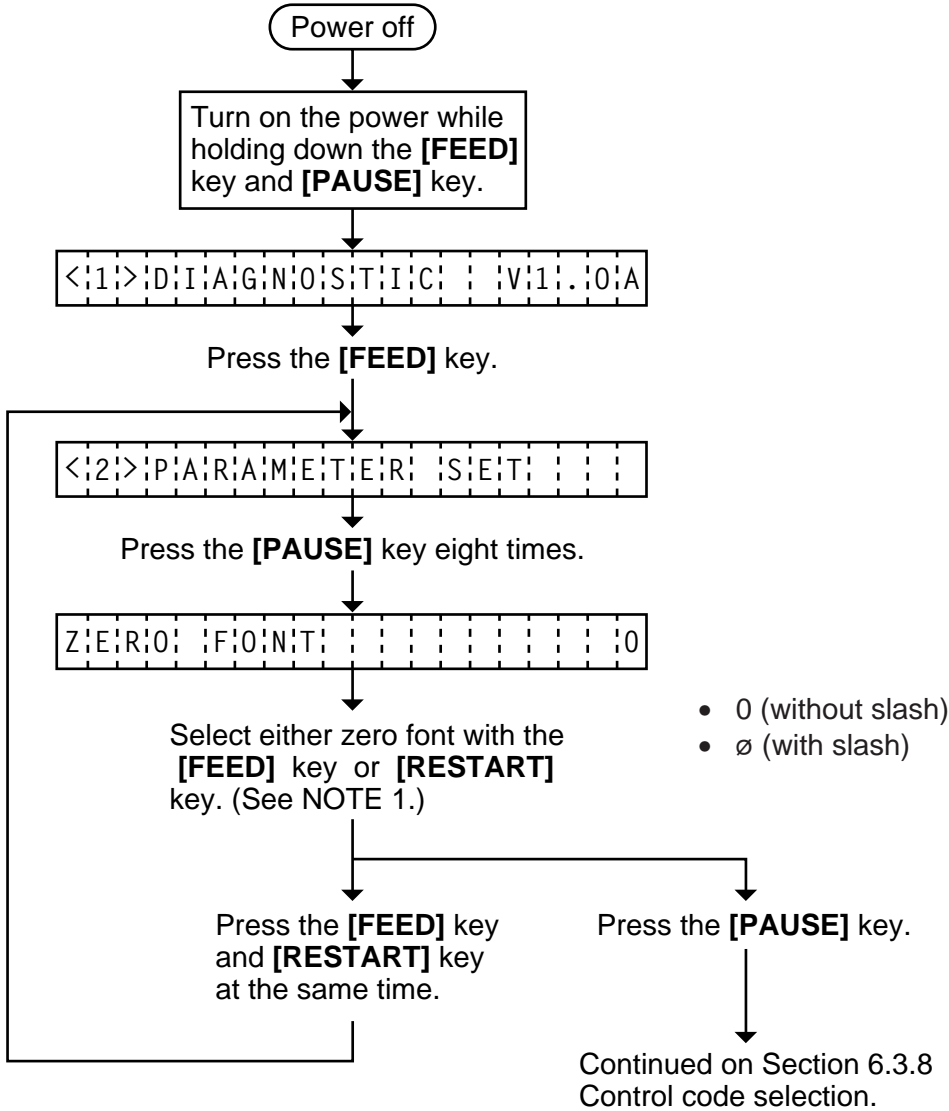 Power off
Turn on the power while
holding down the [FEED]
key and [PAUSE] key.
<1>DIAGNOSTIC  V1.0A
Press the [FEED] key.
<2>PARAMETER SET
Press the [PAUSE] key eight times.
ZERO FONT          0
Select either zero font with the
[FEED] key or [RESTART]
key. (See NOTE 1.)
• 0 (without slash)
• ø (with slash)
Press the [FEED] key
and [RESTART] key
at the same time.
Press the [PAUSE] key.
Continued on Section 6.3.8
Control code selection.